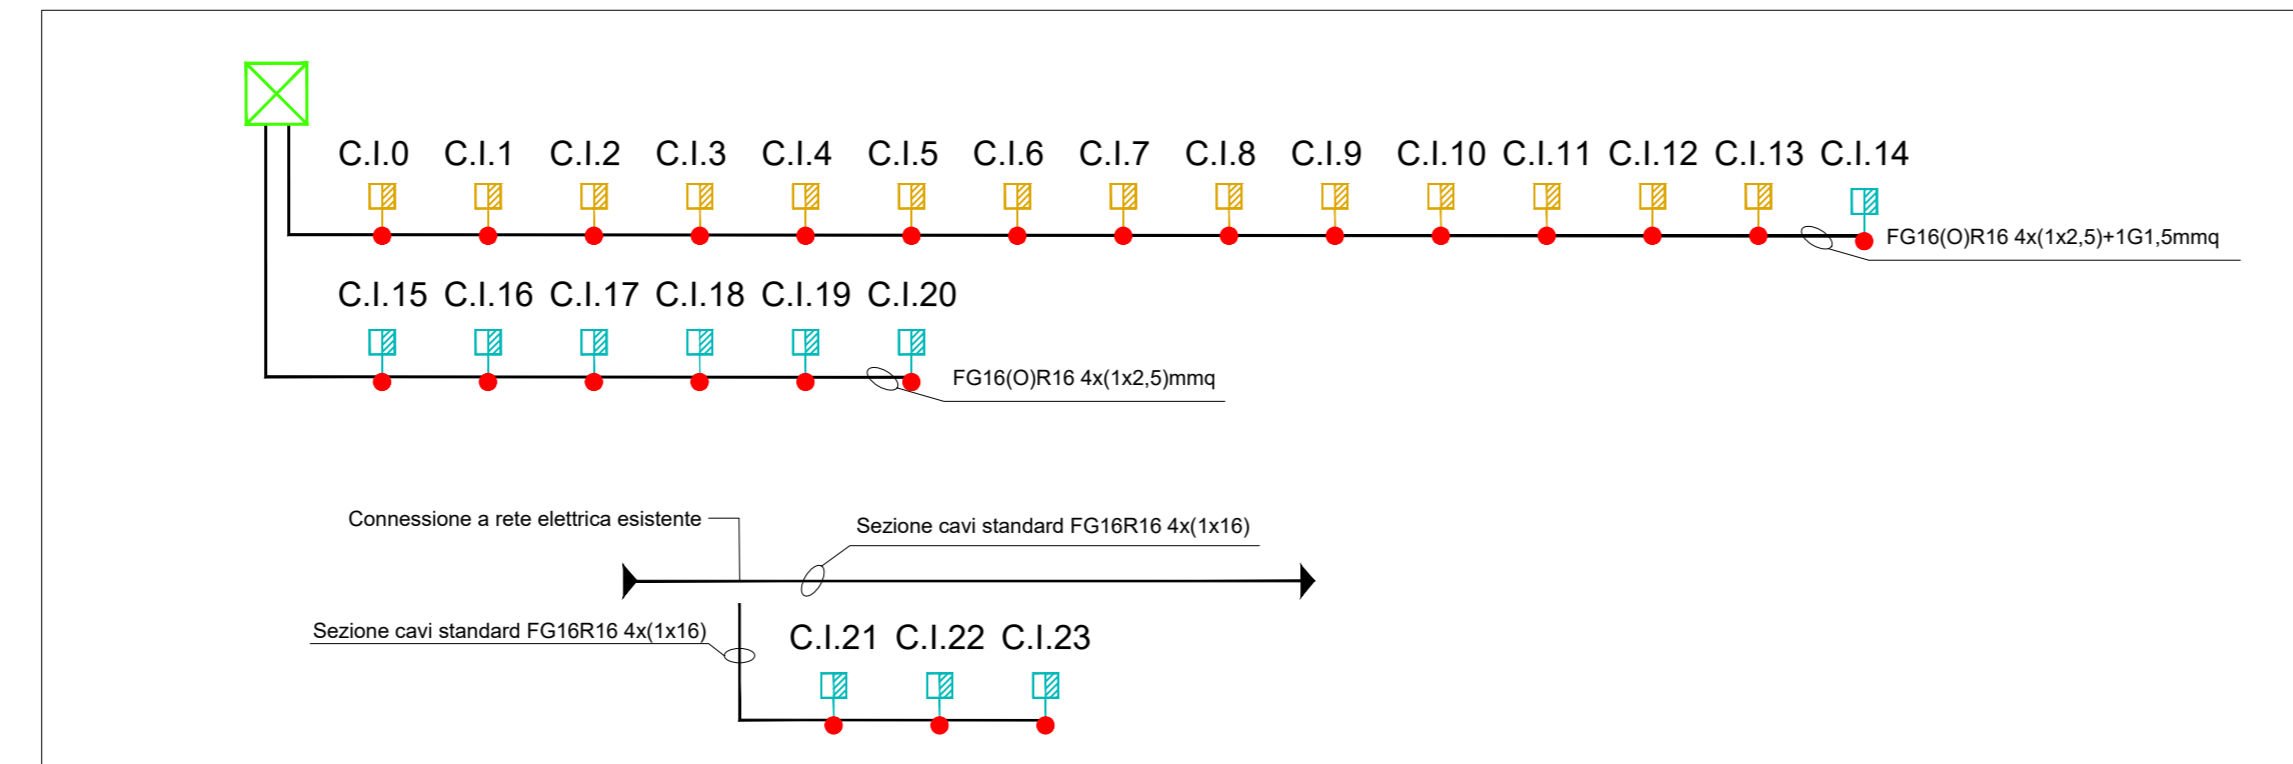 C.I.0 C.I.1 C.I.2 C.I.3 C.I.4 C.I.5 C.I.6 C.I.7 C.I.8 C.I.9 C.I.10 C.I.11 C.I.12 C.I.13 C.I.14
FG16(O)R16 4x(1x2,5)+1G1,5mmq
C.I.15 C.I.16 C.I.17 C.I.18 C.I.19 C.I.20
FG16(O)R16 4x(1x2,5)mmq
Connessione a rete elettrica esistente
Sezione cavi standard FG16R16 4x(1x16)
Sezione cavi standard FG16R16 4x(1x16)
C.I.21 C.I.22 C.I.23